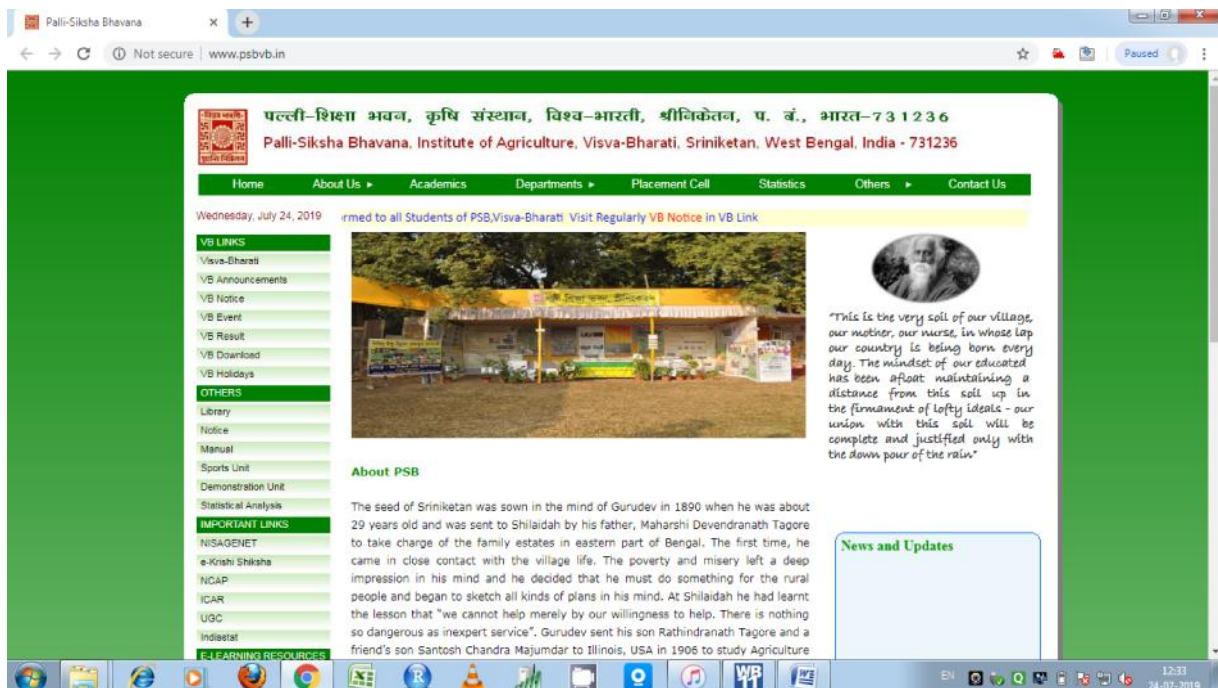 Palli-Siksha Bhavana
Not secure | www.psbvb.in
Paused
पल्ली-शिक्षा भवन, कृषि संस्थान, विश्व-भारती, श्रीनिकेतन, प. बं., भारत-731236
Palli-Siksha Bhavana, Institute of Agriculture, Visva-Bharati, Sriniketan, West Bengal, India - 731236
Home About Us ▸ Academics Departments ▸ Placement Cell Statistics Others ▸ Contact Us
Wednesday, July 24, 2019
ormed to all Students of PSB,Visva-Bharati Visit Regularly VB Notice in VB Link
VB LINKS
Visva-Bharati
VB Announcements
VB Notice
VB Event
VB Result
VB Download
VB Holidays
OTHERS
Library
Notice
Manual
Sports Unit
Demonstration Unit
Statistical Analysis
IMPORTANT LINKS
NISAGENET
e-Krishi Shiksha
NCAP
ICAR
UGC
Indiastat
E-LEARNING RESOURCES
About PSB
The seed of Sriniketan was sown in the mind of Gurudev in 1890 when he was about
29 years old and was sent to Shilaidah by his father, Maharshi Devendranath Tagore
to take charge of the family estates in eastern part of Bengal. The first time, he
came in close contact with the village life. The poverty and misery left a deep
impression in his mind and he decided that he must do something for the rural
people and began to sketch all kinds of plans in his mind. At Shilaidah he had learnt
the lesson that "we cannot help merely by our willingness to help. There is nothing
so dangerous as inexpert service". Gurudev sent his son Rathindranath Tagore and a
friend's son Santosh Chandra Majumdar to Illinois, USA in 1906 to study Agriculture
"This is the very soil of our village,
our mother, our nurse, in whose lap
our country is being born every
day. The mindset of our educated
has been afloat maintaining a
distance from this soil up in
the firmament of lofty ideals - our
union with this soil will be
complete and justified only with
the down pour of the rain"
News and Updates
EN
12:33
24-07-2019